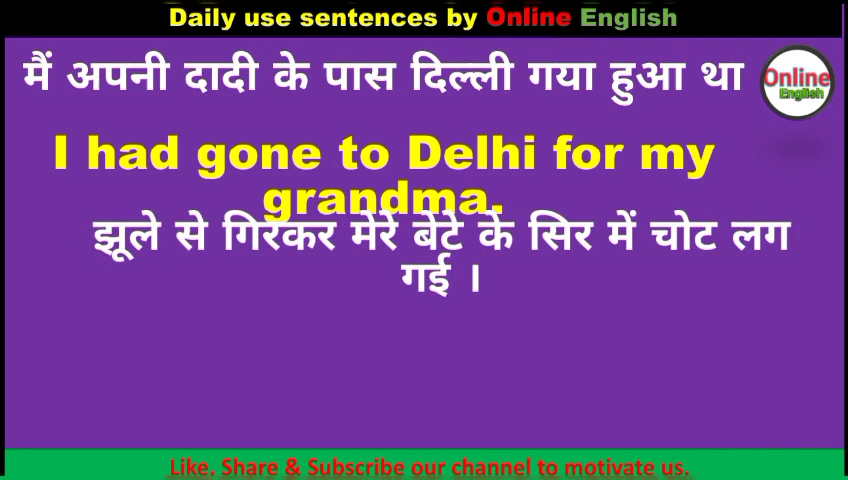 Daily use sentences by Online English
मैं अपनी दादी के पास दिल्ली गया हुआ था
Online
English
I had gone to Delhi for my
grandma.
झूले से गिरकर मेरे बेटे के सिर में चोट लग
गई ।
Like. Share & Subscribe our channel to motivate us.